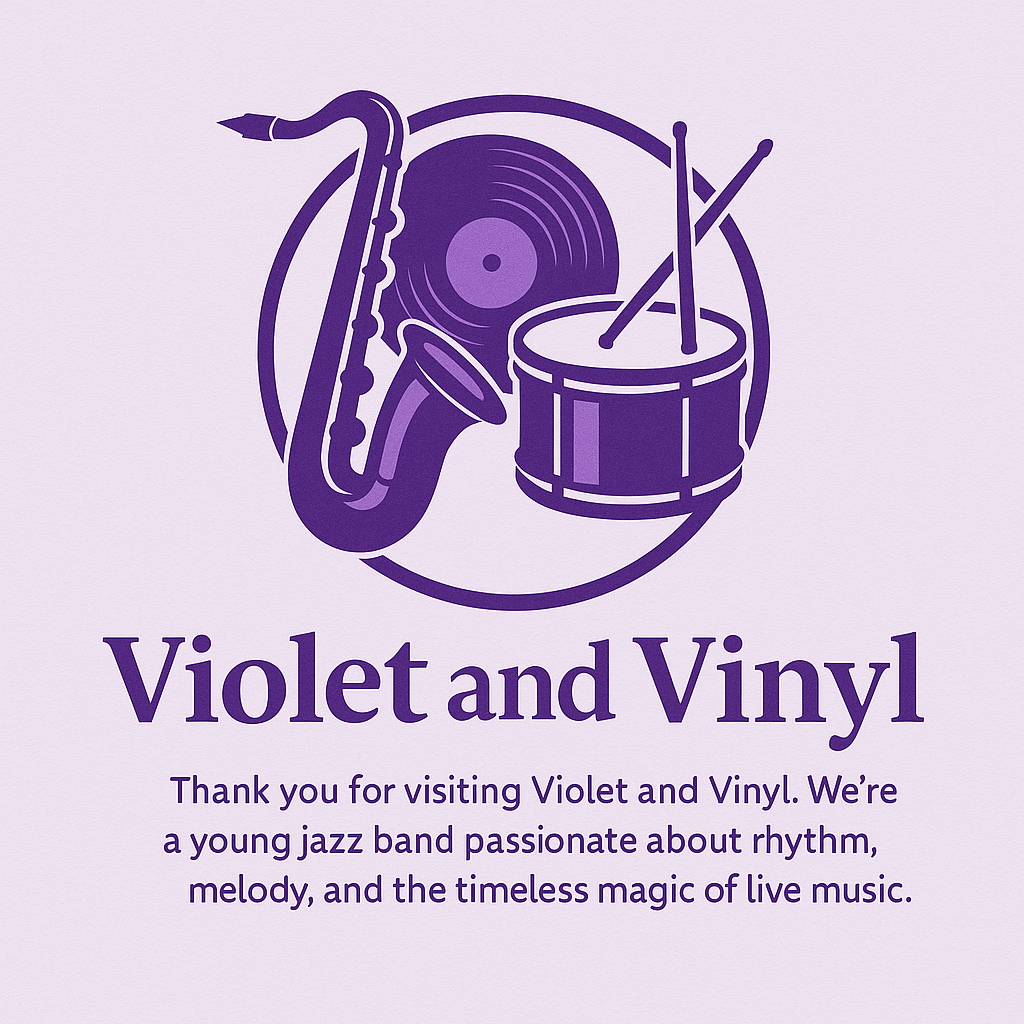 Violet and Vinyl
Thank you for visiting Violet and Vinyl. We’re
a young jazz band passionate about rhythm,
melody, and the timeless magic of live music.